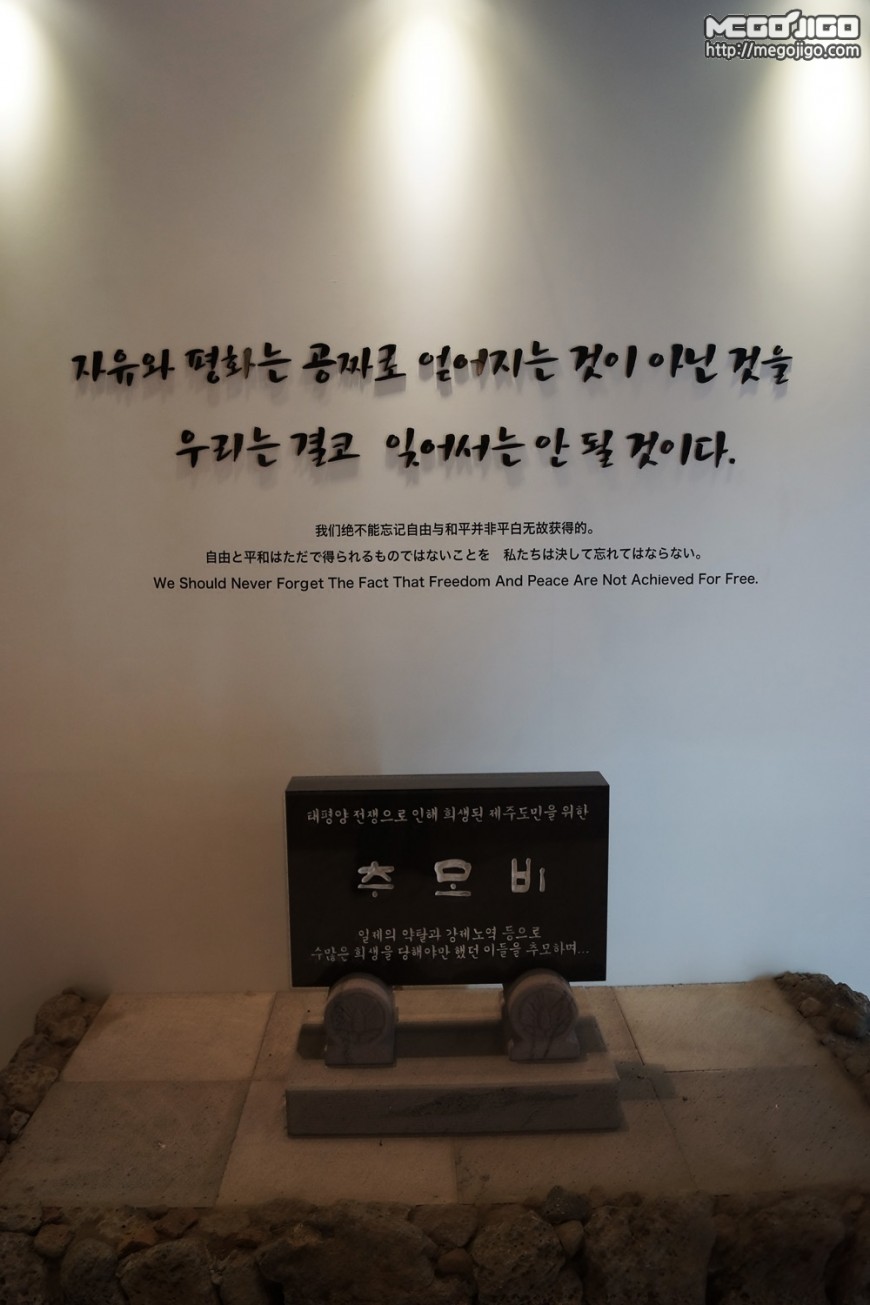 MEGOJIGO
http://megojigo.com
자유와 평화는 공짜로 얻어지는 것이 아닌 것을
우리는 결코 잊어서는 안 될 것이다.
我们绝不能忘记自由与和平并非平白无故获得的。
自由と平和はただで得られるものではないことを 私たちは決して忘れてはならない。
We Should Never Forget The Fact That Freedom And Peace Are Not Achieved For Free.
태평양 전쟁으로 인해 희생된 제주도민을 위한
추모비
일제의 약탈과 강제노역 등으로
수많은 희생을 당해야만 했던 이들을 추모하며...